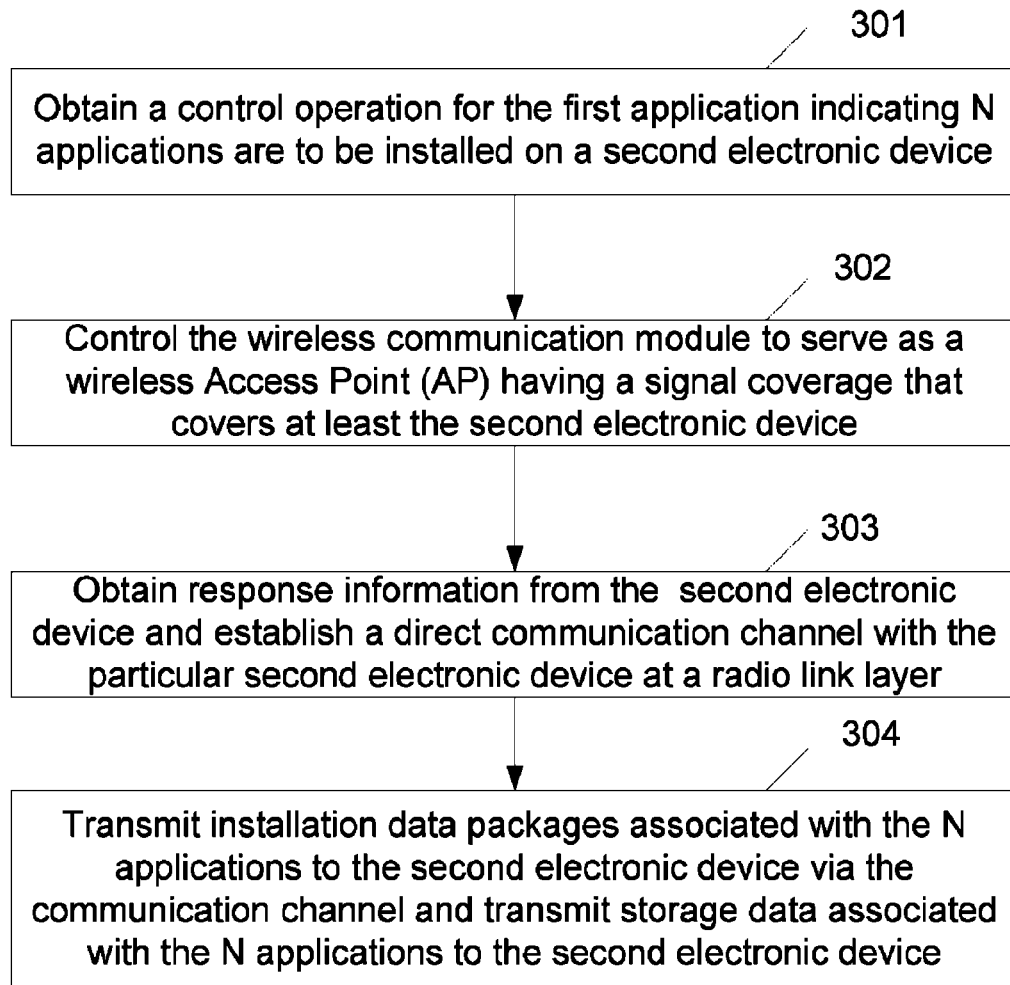 301
Obtain a control operation for the first application indicating N
applications are to be installed on a second electronic device
302
Control the wireless communication module to serve as a
wireless Access Point (AP) having a signal coverage that
covers at least the second electronic device
303
Obtain response information from the second electronic
device and establish a direct communication channel with the
particular second electronic device at a radio link layer
304
Transmit installation data packages associated with the N
applications to the second electronic device via the
communication channel and transmit storage data associated
with the N applications to the second electronic device